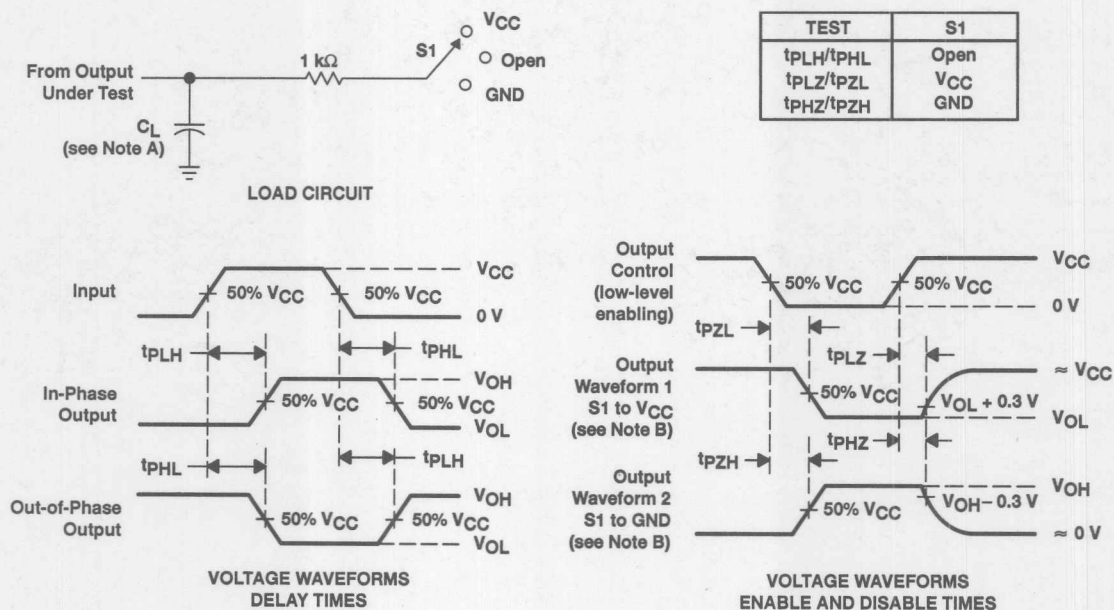 From Output
Under Test
CL
(see Note A)
1 kΩ
S1
VCC
Open
GND
LOAD CIRCUIT
TEST S1
tPLH/tPHL Open
tPLZ/tPZL VCC
tPHZ/tPZH GND
Input
50% VCC
50% VCC
VCC
0 V
tPLH
tPHL
In-Phase
Output
50% VCC
50% VCC
VOH
VOL
tPHL
tPLH
Out-of-Phase
Output
50% VCC
50% VCC
VOH
VOL
VOLTAGE WAVEFORMS
DELAY TIMES
Output
Control
(low-level
enabling)
50% VCC
50% VCC
VCC
0 V
tPZL
tPLZ
Output
Waveform 1
S1 to VCC
(see Note B)
50% VCC
VOL + 0.3 V
≈ VCC
VOL
tPZH
tPHZ
Output
Waveform 2
S1 to GND
(see Note B)
50% VCC
VOH – 0.3 V
VOH
≈ 0 V
VOLTAGE WAVEFORMS
ENABLE AND DISABLE TIMES